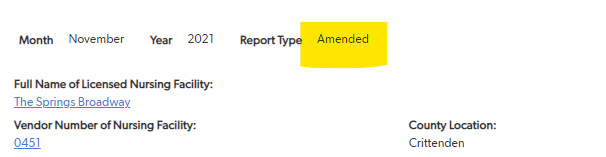 Month November Year 2021 Report Type Amended
Full Name of Licensed Nursing Facility:
The Springs Broadway
Vendor Number of Nursing Facility: County Location:
0451 Crittenden